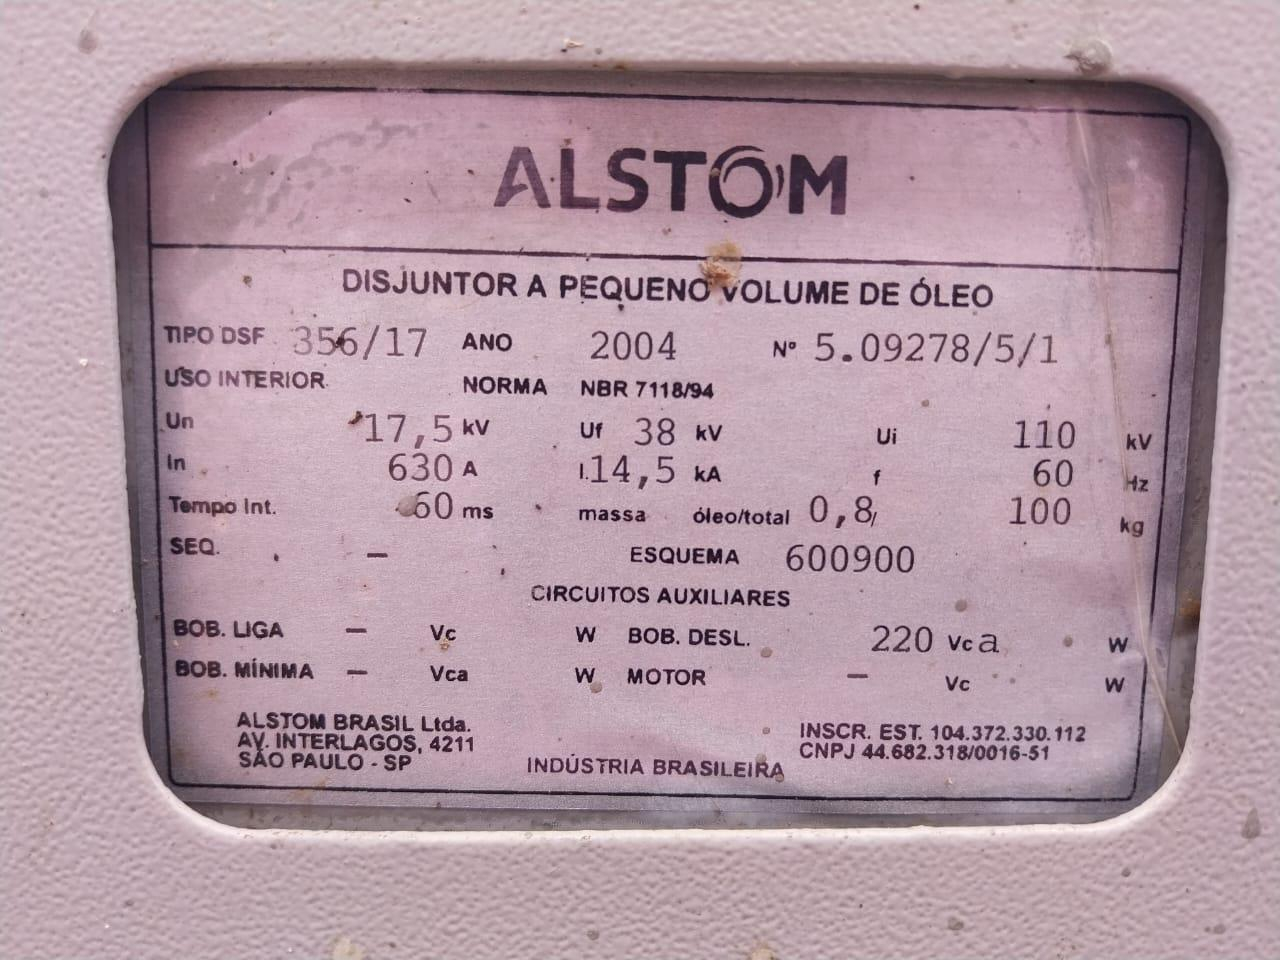 ALSTOM
DISJUNTOR A PEQUENO VOLUME DE ÓLEO
TIPO DSF 356/17 ANO 2004 Nº 5.09278/5/1
USO INTERIOR NORMA NBR 7118/94
Un 17,5 kV Uf 38 kV Ui 110 kV
In 630 A I. 14,5 kA f 60 Hz
Tempo Int. 60 ms massa óleo/total 0,8/ 100 kg
SEQ. - ESQUEMA 600900
CIRCUITOS AUXILIARES
BOB. LIGA - Vc W BOB. DESL. 220 Vca W
BOB. MÍNIMA - Vca W MOTOR - Vc W
ALSTOM BRASIL Ltda.
AV. INTERLAGOS, 4211
SÃO PAULO - SP
INDÚSTRIA BRASILEIRA
INSCR. EST. 104.372.330.112
CNPJ 44.682.318/0016-51